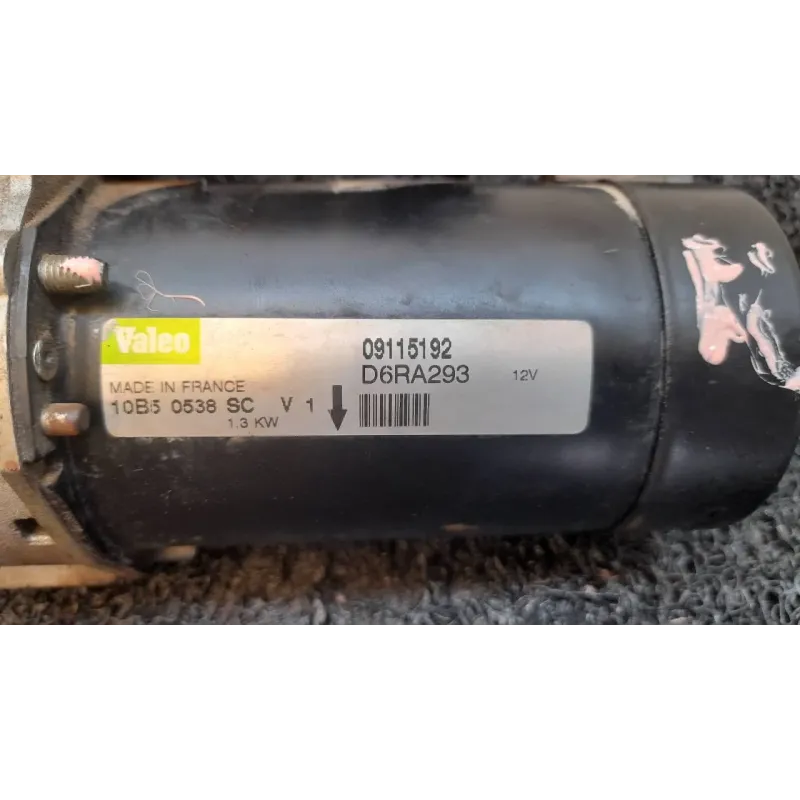 Valeo
09115192
D6RA293 12V
MADE IN FRANCE
10B5 0538 SC V 1
1.3 KW